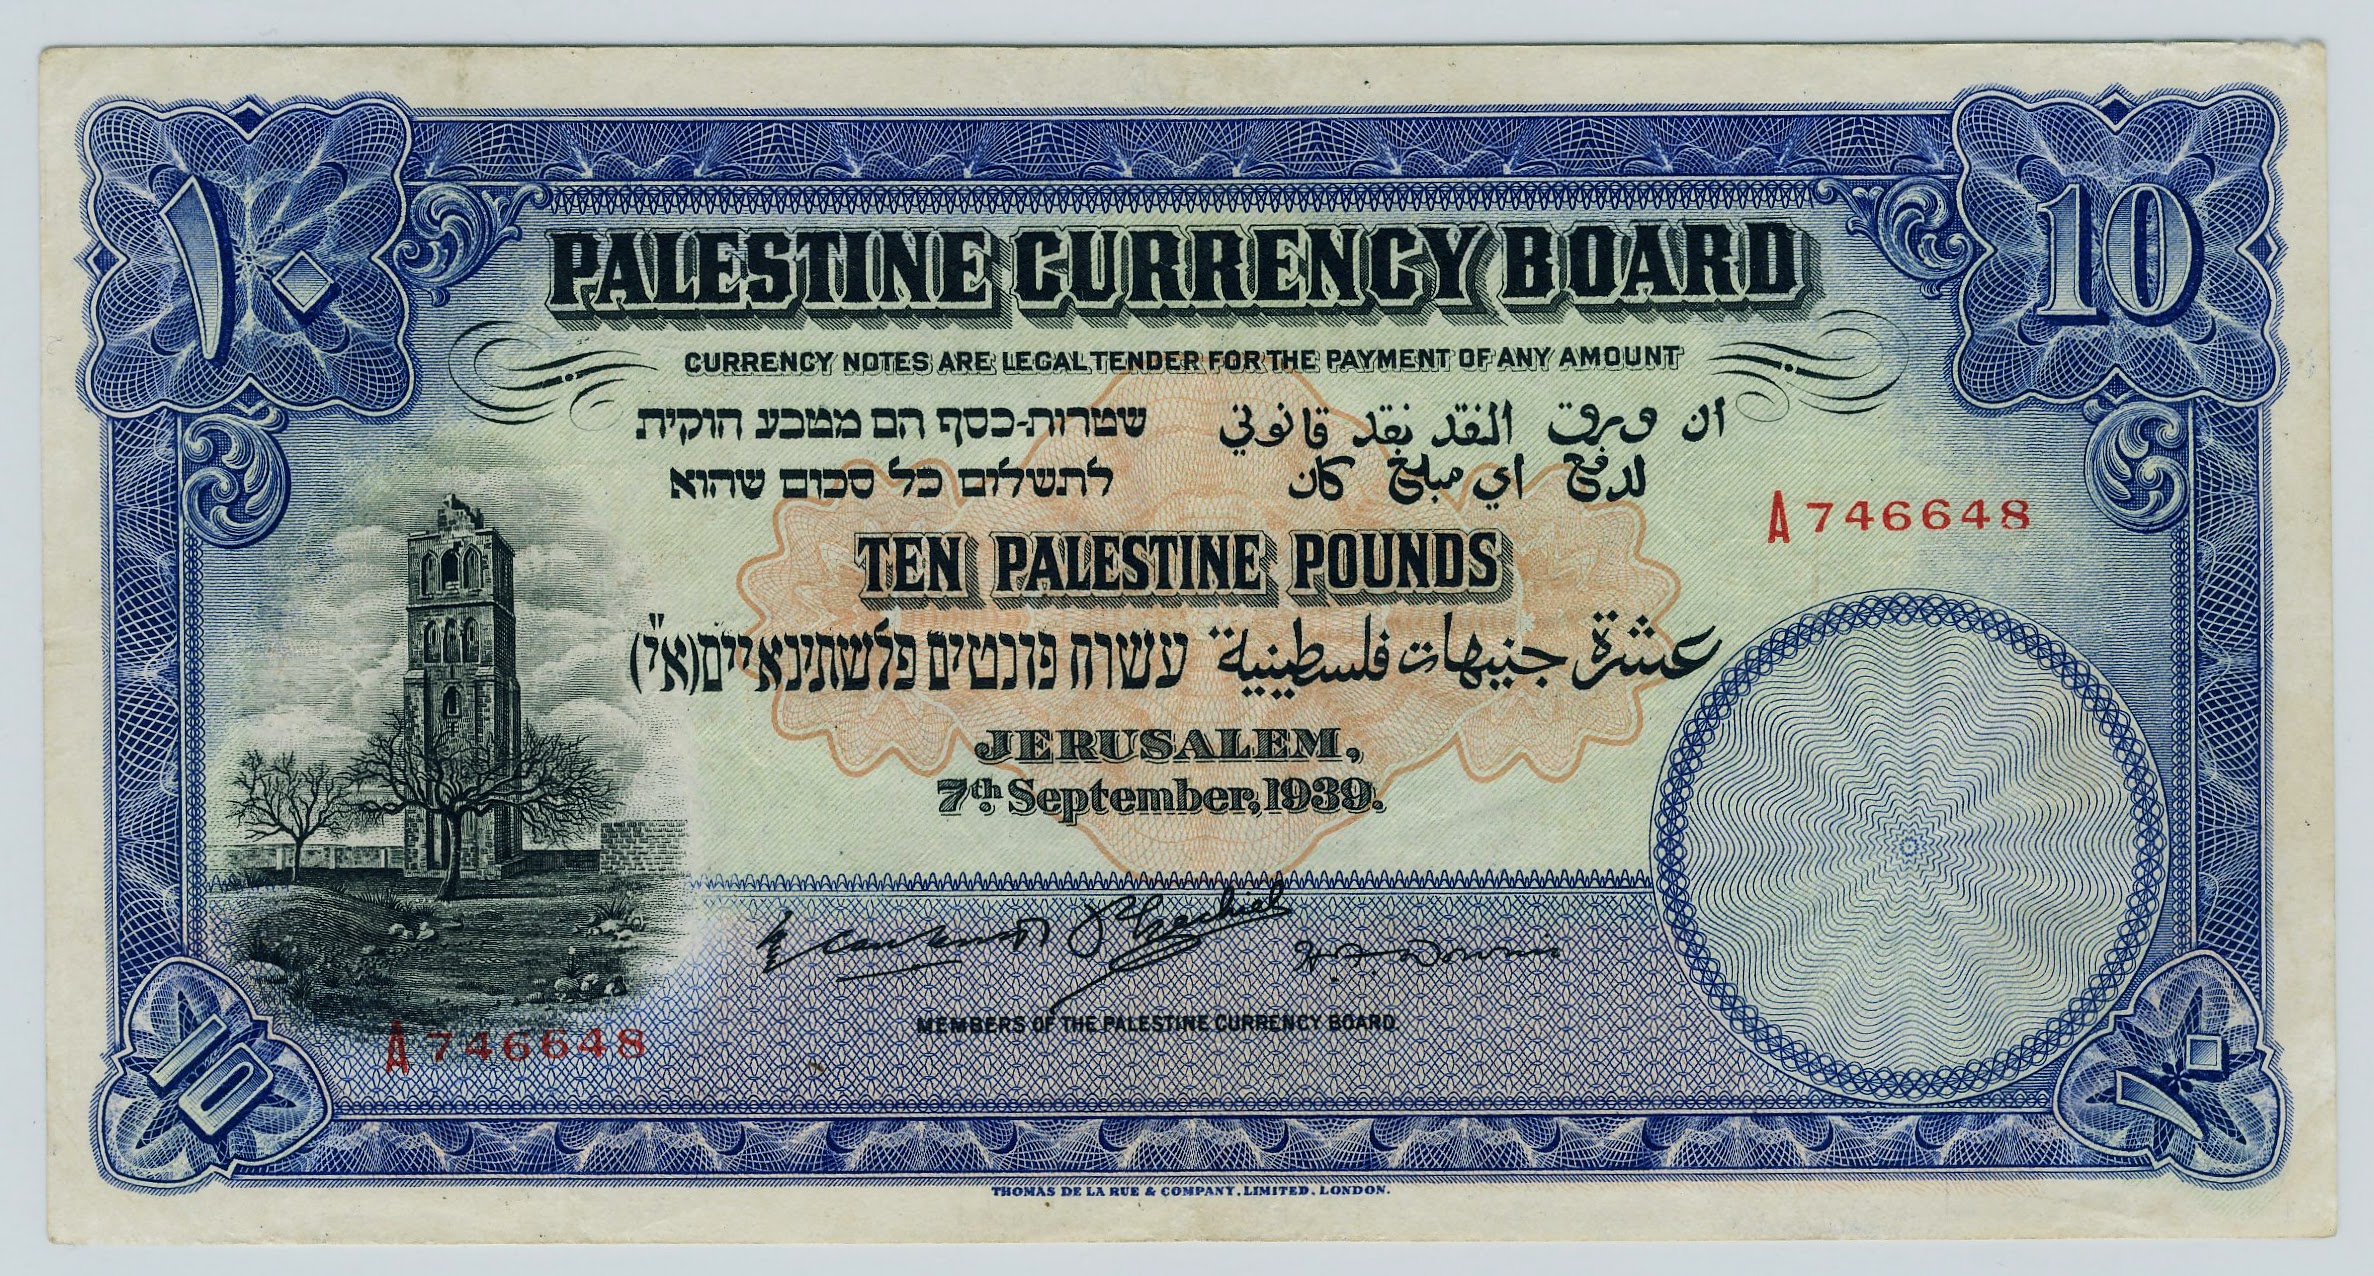 ١٠
10
PALESTINE CURRENCY BOARD
CURRENCY NOTES ARE LEGAL TENDER FOR THE PAYMENT OF ANY AMOUNT
שטרות-כסף הם מטבע חוקית
לתשלום כל סכום שהוא
ان ورق النقد نقد قانوني
لدفع اي مبلغ كان
A 746648
TEN PALESTINE POUNDS
עשרה פונטים פלשתינאיים (א״י)
عشرة جنيهات فلسطينية
JERUSALEM,
7th September, 1939.
MEMBERS OF THE PALESTINE CURRENCY BOARD.
A 746648
10
١٠
THOMAS DE LA RUE & COMPANY, LIMITED, LONDON.